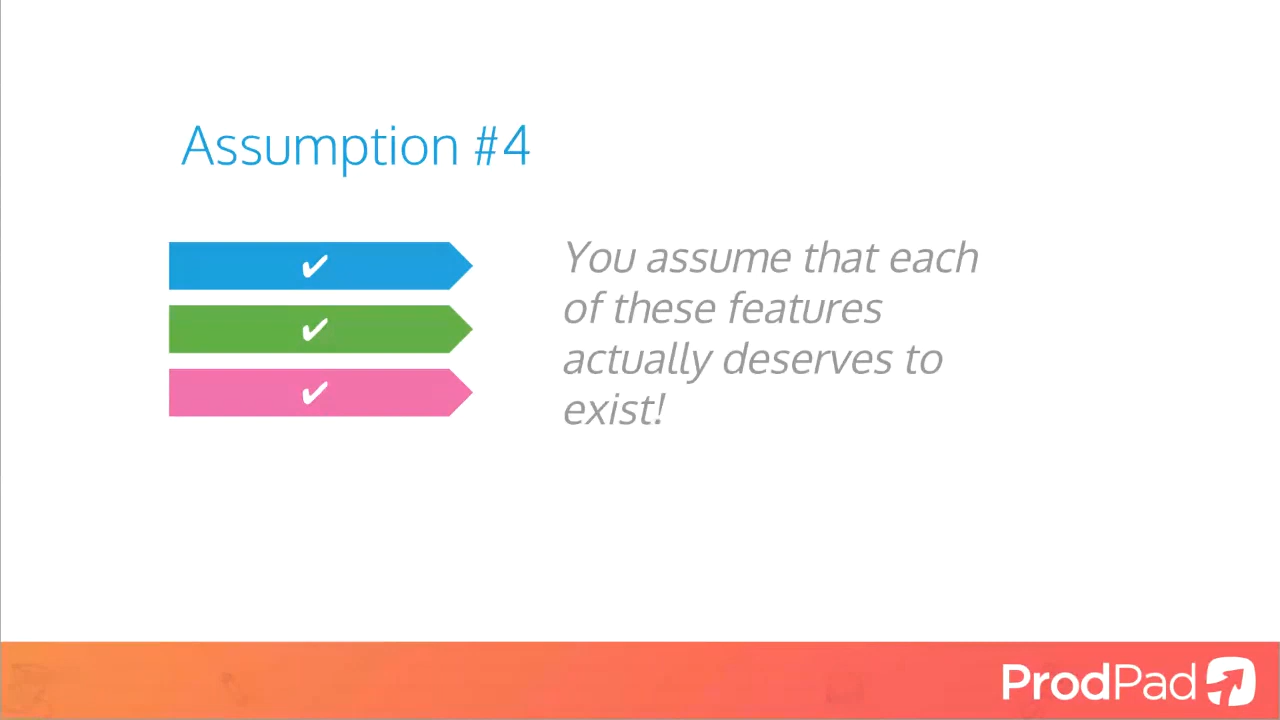 Assumption #4
✔
✔
✔
You assume that each
of these features
actually deserves to
exist!
ProdPad